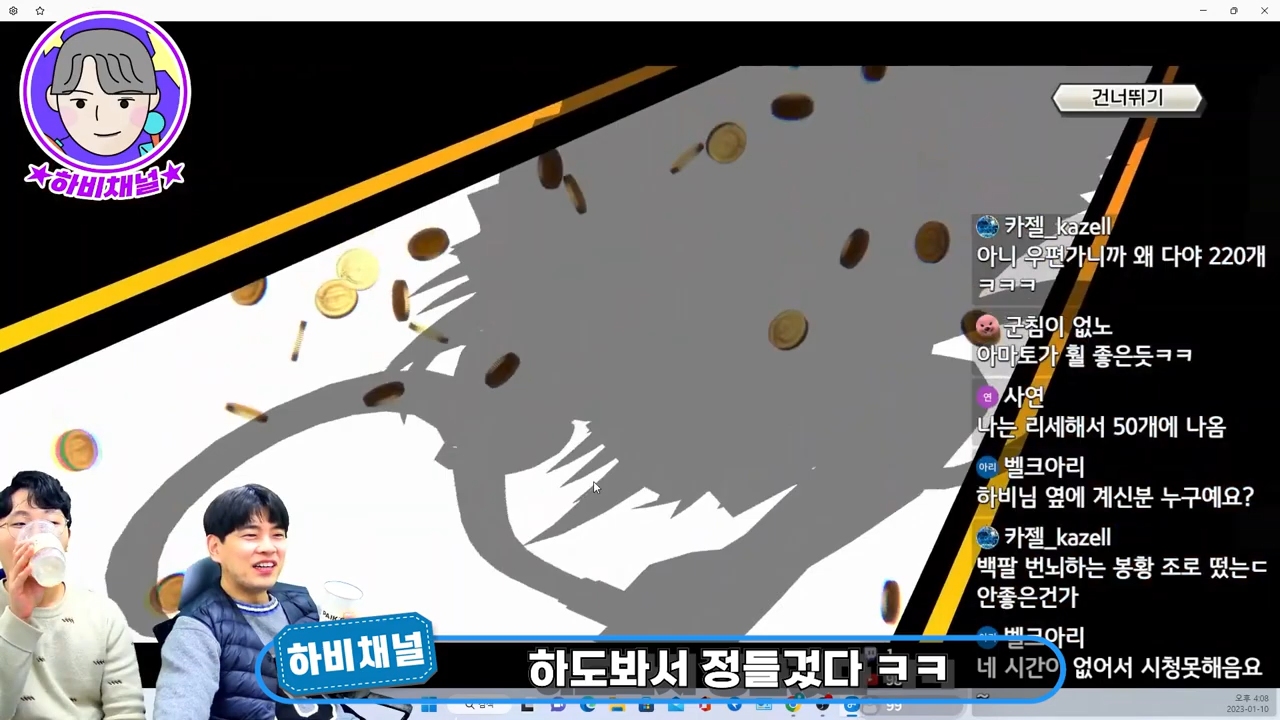 하비채널
건너뛰기
카젤_kazell
아니 우편가니까 왜 다야 220개
ㅋㅋㅋ
군침이 없노
아마토가 훨 좋은듯ㅋㅋ
연 사연
나는 리세해서 50개에 나옴
아리 벨크아리
하비님 옆에 계신분 누구예요?
카젤_kazell
백팔 번뇌하는 봉황 조로 떴는ㄷ
안좋은건가
벨크아리
네 시간이 없어서 시청못해음요
하비채널
하도봐서 정들겄다 ㅋㅋ
검색
99
오후 4:08
2023-01-10